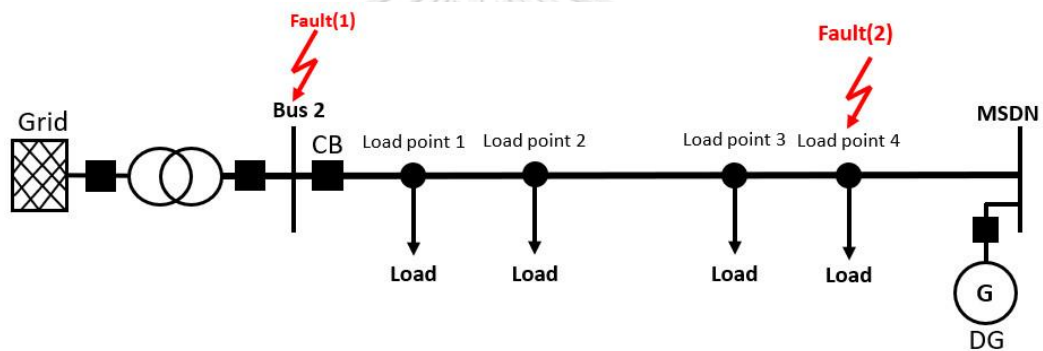 Fault(1)
Fault(2)
Bus 2
MSDN
Grid
CB
Load point 1
Load point 2
Load point 3
Load point 4
Load
Load
Load
Load
G
DG